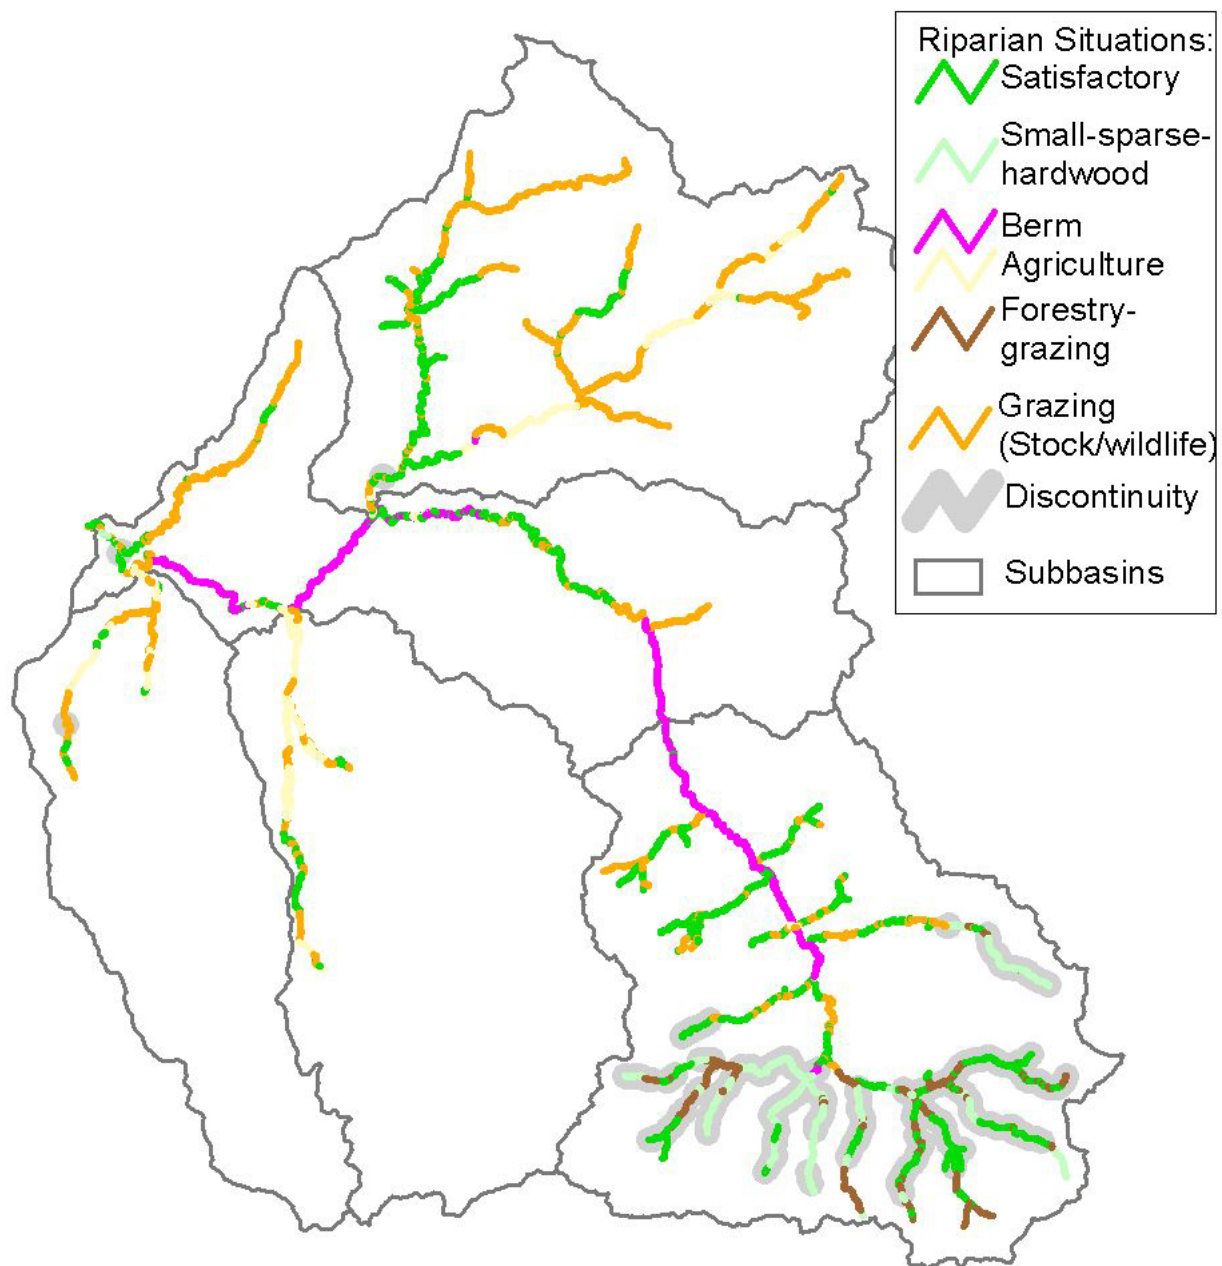 Riparian Situations:
Satisfactory
Small-sparse-
hardwood
Berm
Agriculture
Forestry-
grazing
Grazing
(Stock/wildlife)
Discontinuity
Subbasins